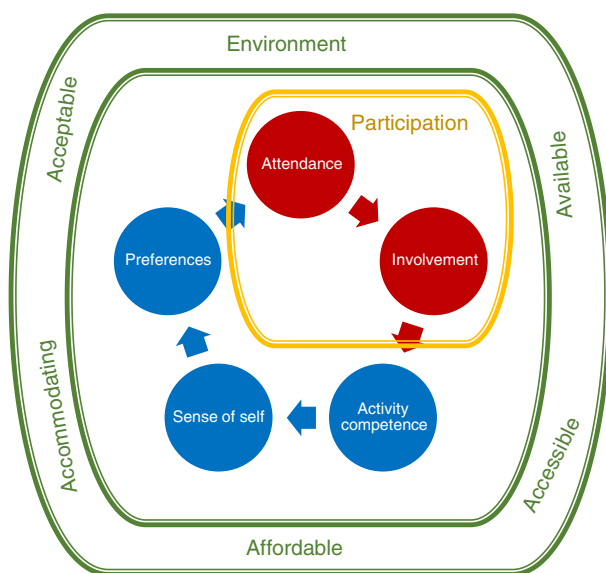 Environment
Acceptable
Participation
Attendance
Available
Preferences
Involvement
Accommodating
Sense of self
Activity
competence
Accessible
Affordable